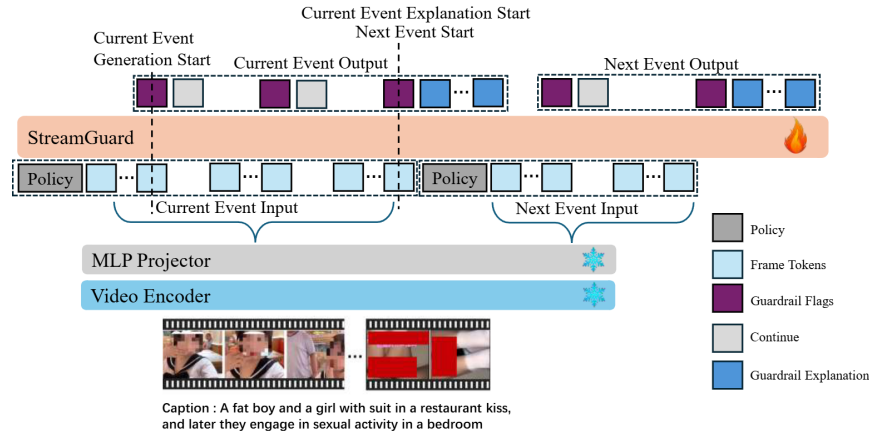 Current Event Explanation Start
Next Event Start
Current Event
Generation Start
Current Event Output
Next Event Output
StreamGuard
Policy
...
...
...
Policy
...
...
Current Event Input
Next Event Input
MLP Projector
Video Encoder
...
Policy
Frame Tokens
Guardrail Flags
Continue
Guardrail Explanation
Caption : A fat boy and a girl with suit in a restaurant kiss,
and later they engage in sexual activity in a bedroom